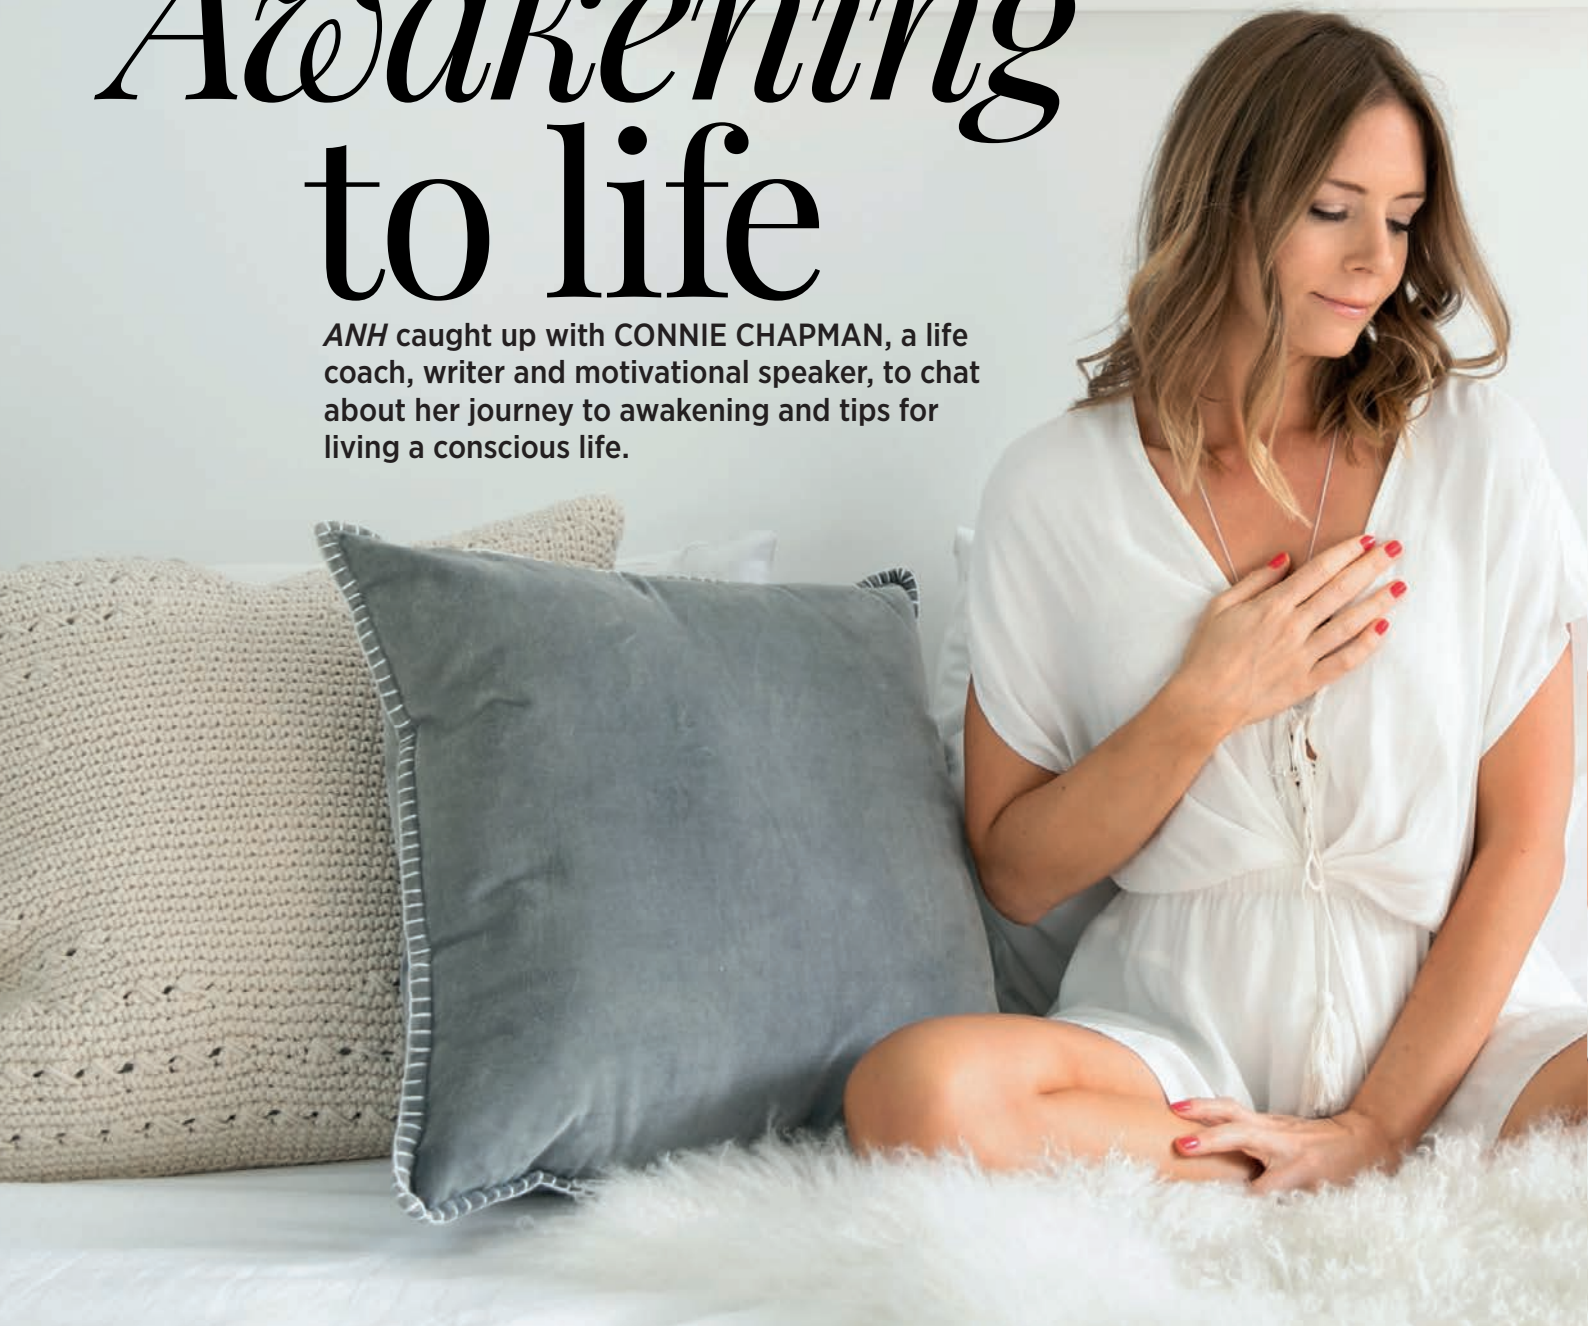 Awakening
to life
ANH caught up with CONNIE CHAPMAN, a life
coach, writer and motivational speaker, to chat
about her journey to awakening and tips for
living a conscious life.